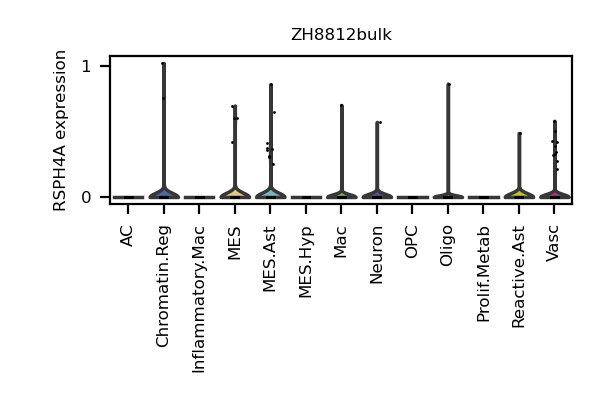 ZH8812bulk
RSPH4A expression
1
0
AC
Chromatin.Reg
Inflammatory.Mac
MES
MES.Ast
MES.Hyp
Mac
Neuron
OPC
Oligo
Prolif.Metab
Reactive.Ast
Vasc